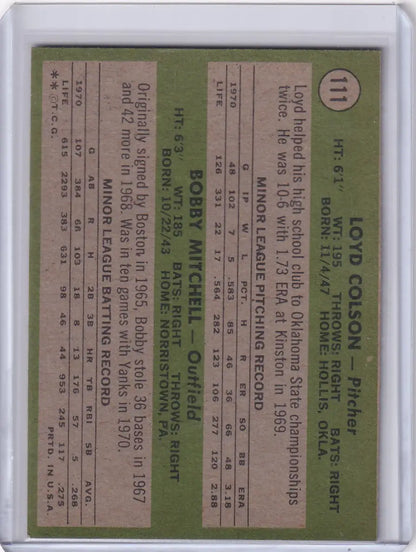 111
LOYD COLSON — Pitcher
HT: 6'1" WT: 195 THROWS: RIGHT BATS: RIGHT
BORN: 11/4/47 HOME: HOLLIS, OKLA.
Loyd helped his high school club to Oklahoma State championships
twice. He was 10-6 with 1.73 ERA at Kinston in 1969.
MINOR LEAGUE PITCHING RECORD
G IP W L PCT. H R ER SO BB ERA
1970 48 102 7 5 .583 85 46 36 66 48 3.18
LIFE 126 331 22 17 .564 282 123 106 277 120 2.88
BOBBY MITCHELL — Outfield
HT: 6'3" WT: 185 BATS: RIGHT THROWS: RIGHT
BORN: 10/22/43 HOME: NORRISTOWN, PA.
Originally signed by Boston in 1965, Bobby stole 36 bases in 1967
and 42 more in 1968. Was in ten games with Yanks in 1970.
MINOR LEAGUE BATTING RECORD
G AB R H 2B 3B HR TB RBI SB AVG.
1970 107 384 66 103 18 8 13 176 57 5 .268
LIFE 615 2293 383 631 98 46 44 953 245 117 .275
**©T.C.G. PRTD. IN U.S.A.